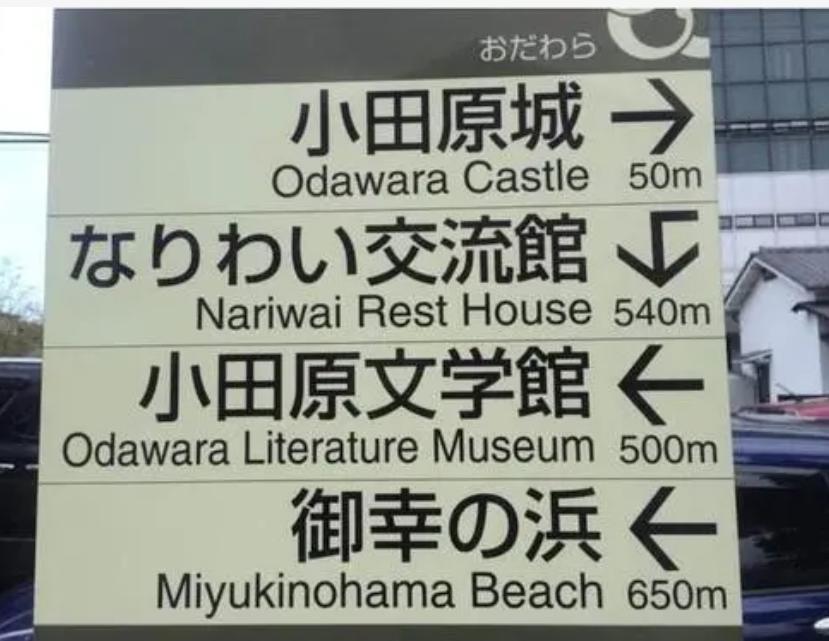 おだわら
小田原城 →
Odawara Castle 50m
なりわい交流館
Nariwai Rest House 540m
小田原文学館 ←
Odawara Literature Museum 500m
御幸の浜 ←
Miyukinohama Beach 650m